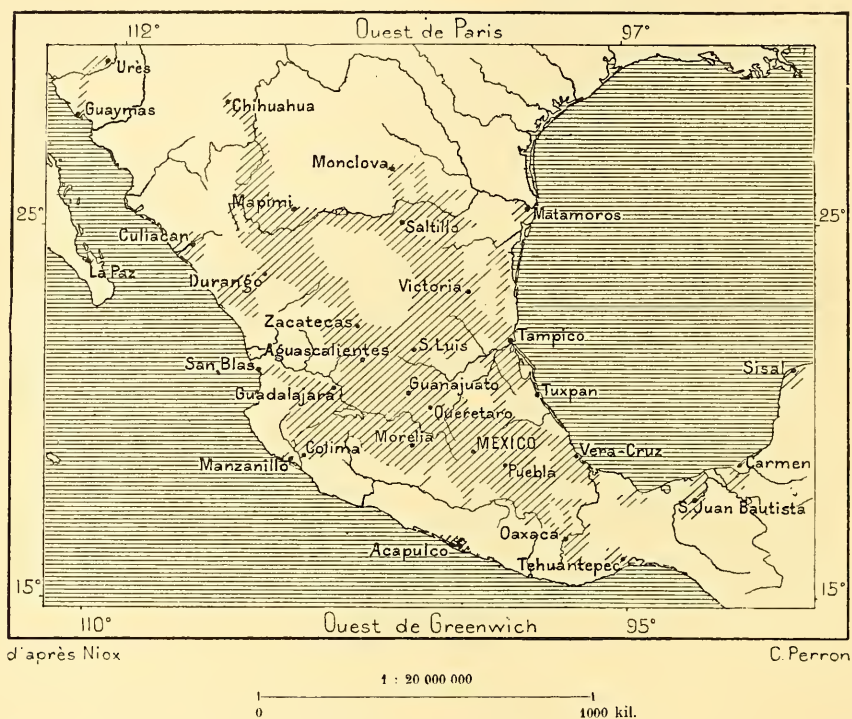 112° Ouest de Paris 97°
Urès
Chihuahua
Guaymas
Monclova
Mapimi
Matamoros
25° 25°
Saltillo
Culiacan
La Paz
Durango
Victoria
Zacatecas
Tampico
S. Luis
Aguascalientes
San Blas
Sisal
Guanajuato
Guadalajara
Tuxpan
Queretaro
Morelia
MEXICO
Vera-Cruz
Colima
Manzanillo
Carmen
Puebla
S. Juan Bautista
Oaxaca
Acapulco
Tehuantepec
15° 15°
110° Ouest de Greenwich 95°
d'après Niox C. Perron
1 : 20 000 000
0 1000 kil.